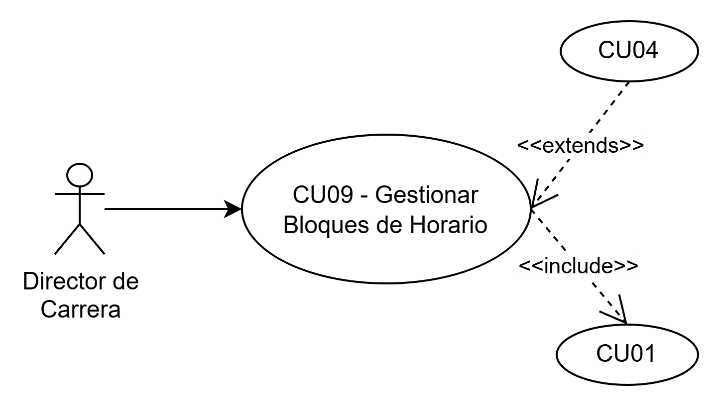 CU04
<<extends>>
CU09 - Gestionar
Bloques de Horario
<<include>>
Director de
Carrera
CU01